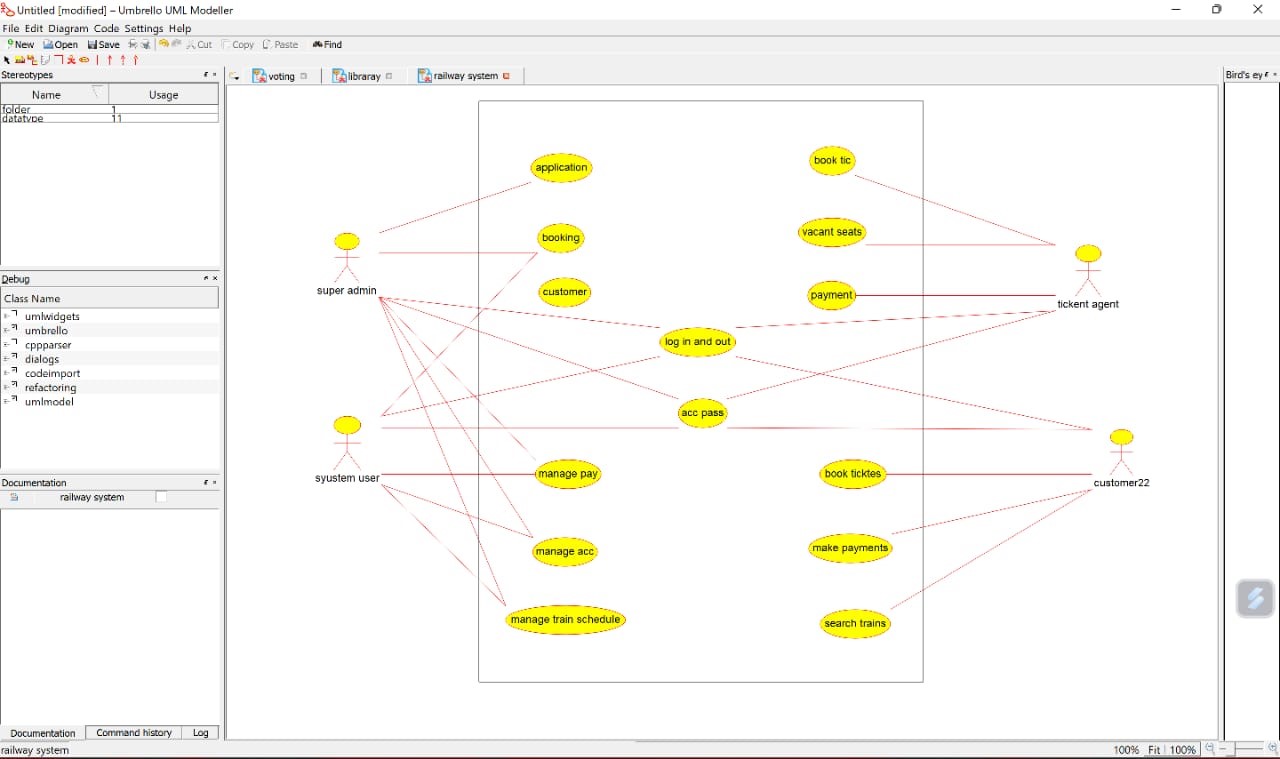 Untitled [modified] – Umbrello UML Modeller
File Edit Diagram Code Settings Help
New Open Save Cut Copy Paste Find
Stereotypes
Name Usage
folder 1
datatype 11
Debug
Class Name
umlwidgets
umbrello
cppparser
dialogs
codeimport
refactoring
umlmodel
Documentation
railway system
Documentation Command history Log
railway system
voting libraray railway system
Bird's ey
application
book tic
booking
vacant seats
customer
payment
super admin
tickent agent
log in and out
acc pass
syustem user
manage pay
book ticktes
customer22
manage acc
make payments
manage train schedule
search trains
100% Fit 100%